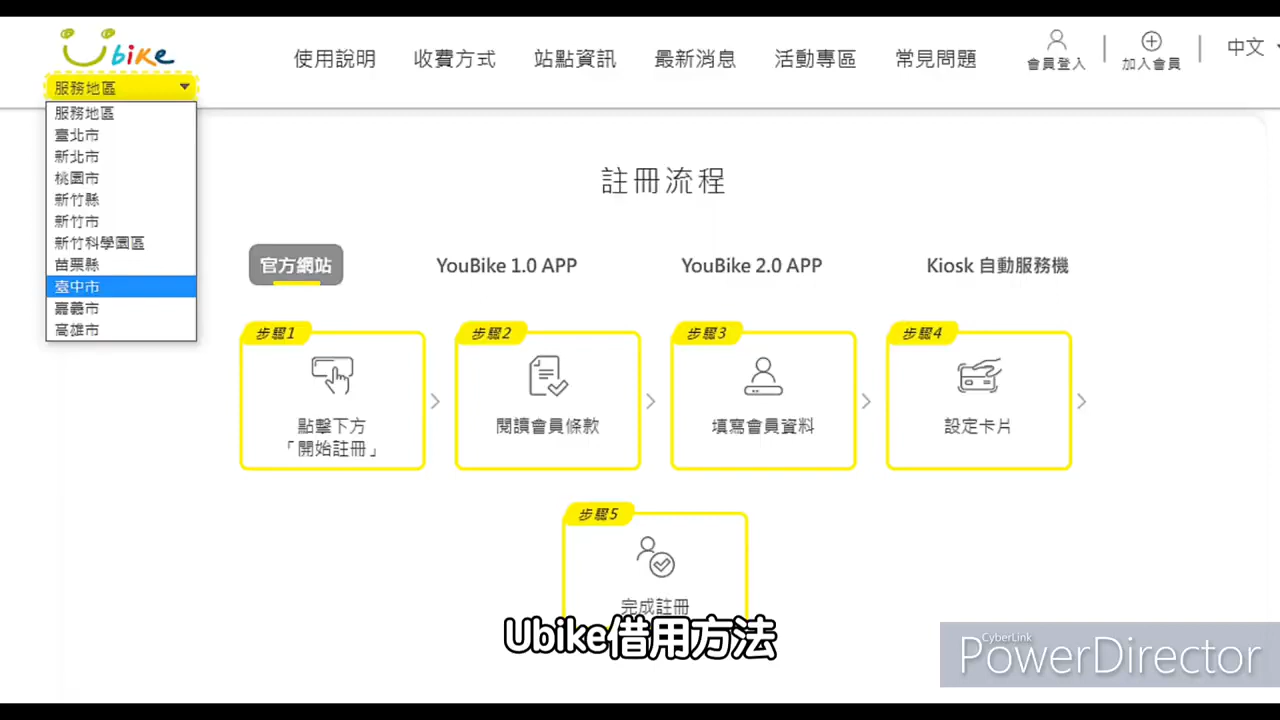 Ubike
使用說明 收費方式 站點資訊 最新消息 活動專區 常見問題
會員登入 加入會員 中文
服務地區
服務地區
臺北市
新北市
桃園市
新竹縣
新竹市
新竹科學園區
苗栗縣
臺中市
嘉義市
高雄市
註冊流程
官方網站 YouBike 1.0 APP YouBike 2.0 APP Kiosk 自動服務機
步驟1
點擊下方
「開始註冊」
步驟2
閱讀會員條款
步驟3
填寫會員資料
步驟4
設定卡片
步驟5
完成註冊
Ubike借用方法
CyberLink
PowerDirector